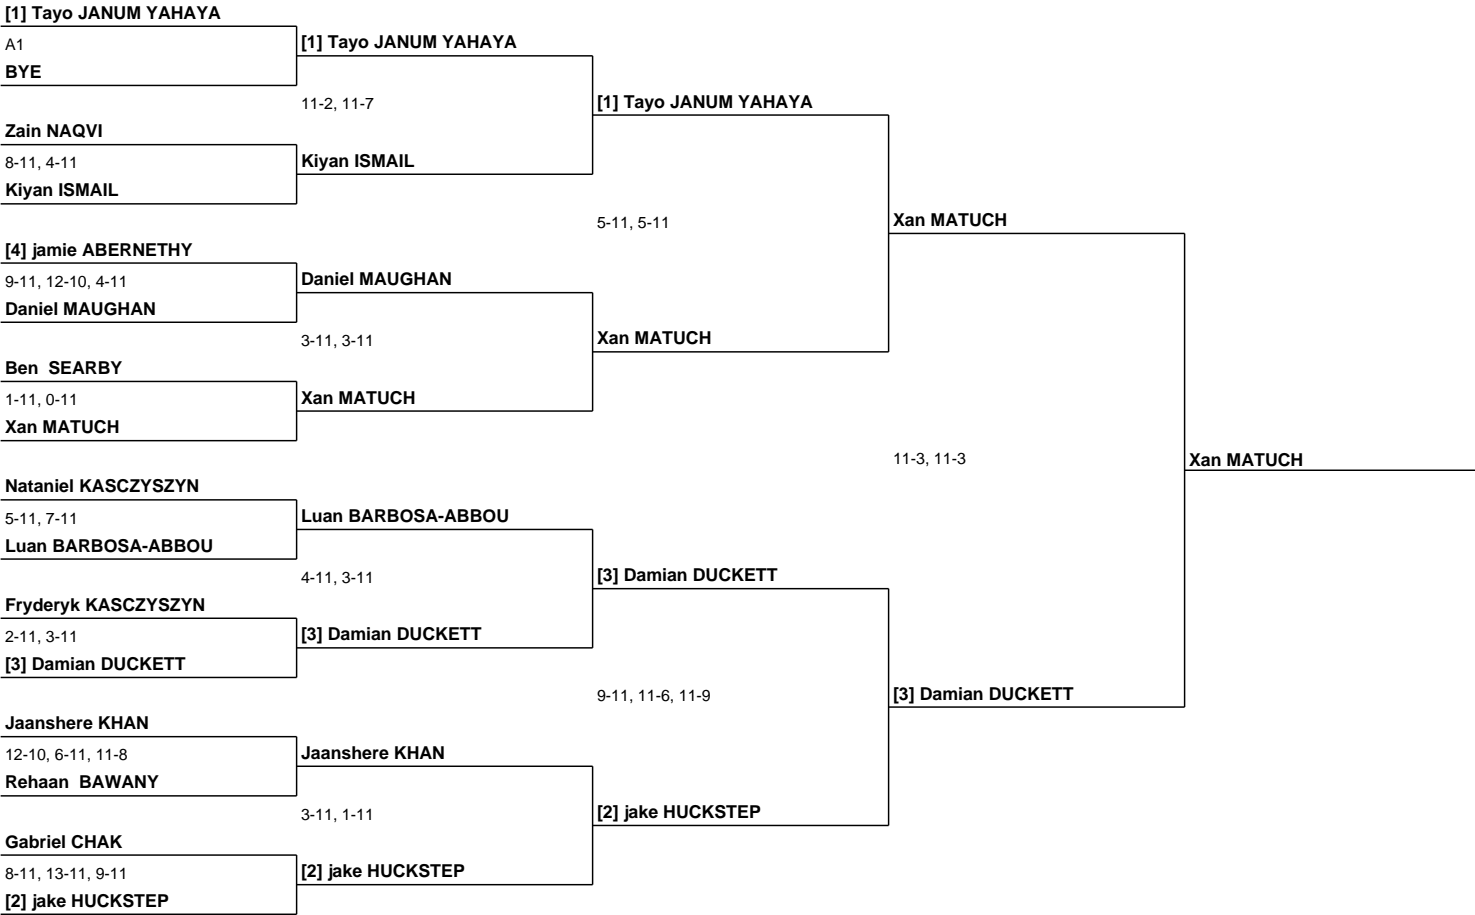 [1] Tayo JANUM YAHAYA
A1
BYE
Zain NAQVI
8-11, 4-11
Kiyan ISMAIL
[4] jamie ABERNETHY
9-11, 12-10, 4-11
Daniel MAUGHAN
Ben  SEARBY
1-11, 0-11
Xan MATUCH
Nataniel KASCZYSZYN
5-11, 7-11
Luan BARBOSA-ABBOU
Fryderyk KASCZYSZYN
2-11, 3-11
[3] Damian DUCKETT
Jaanshere KHAN
12-10, 6-11, 11-8
Rehaan  BAWANY
Gabriel CHAK
8-11, 13-11, 9-11
[2] jake HUCKSTEP
[1] Tayo JANUM YAHAYA
11-2, 11-7
Kiyan ISMAIL
Daniel MAUGHAN
3-11, 3-11
Xan MATUCH
Luan BARBOSA-ABBOU
4-11, 3-11
[3] Damian DUCKETT
Jaanshere KHAN
3-11, 1-11
[2] jake HUCKSTEP
[1] Tayo JANUM YAHAYA
5-11, 5-11
Xan MATUCH
[3] Damian DUCKETT
9-11, 11-6, 11-9
[2] jake HUCKSTEP
Xan MATUCH
11-3, 11-3
[3] Damian DUCKETT
Xan MATUCH